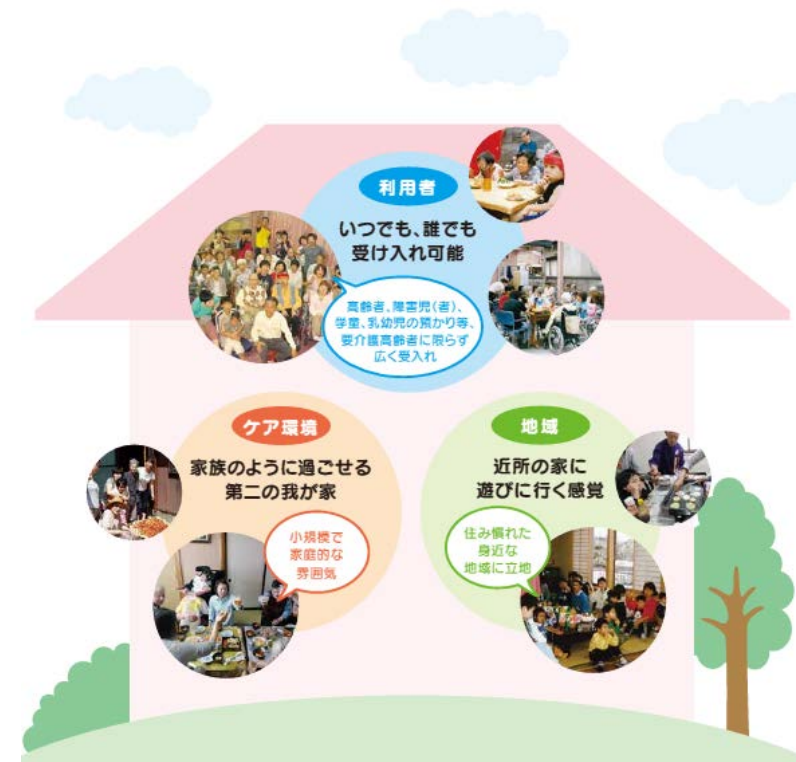 利用者
いつでも、誰でも
受け入れ可能
高齢者、障害児(者)、
学童、乳幼児の預かり等、
要介護高齢者に限らず
広く受入れ
ケア環境
家族のように過ごせる
第二の我が家
小規模で
家庭的な
雰囲気
地域
近所の家に
遊びに行く感覚
住み慣れた
身近な
地域に立地